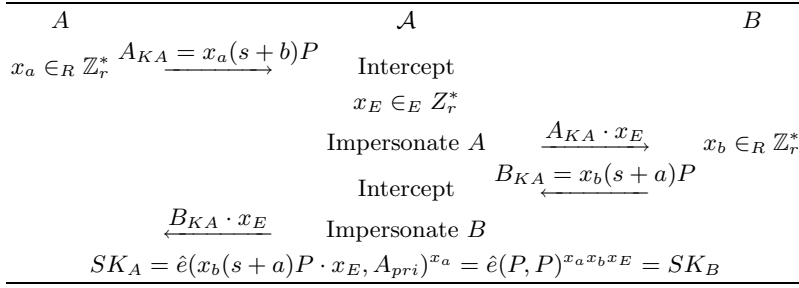 A 𝒜 B
x_a ∈_R ℤ_r^* A_{KA} = x_a(s + b)P Intercept
x_E ∈_E Z_r^*
Impersonate A A_{KA} · x_E x_b ∈_R ℤ_r^*
Intercept B_{KA} = x_b(s + a)P
B_{KA} · x_E Impersonate B
SK_A = ê(x_b(s + a)P · x_E, A_{pri})^{x_a} = ê(P, P)^{x_a x_b x_E} = SK_B